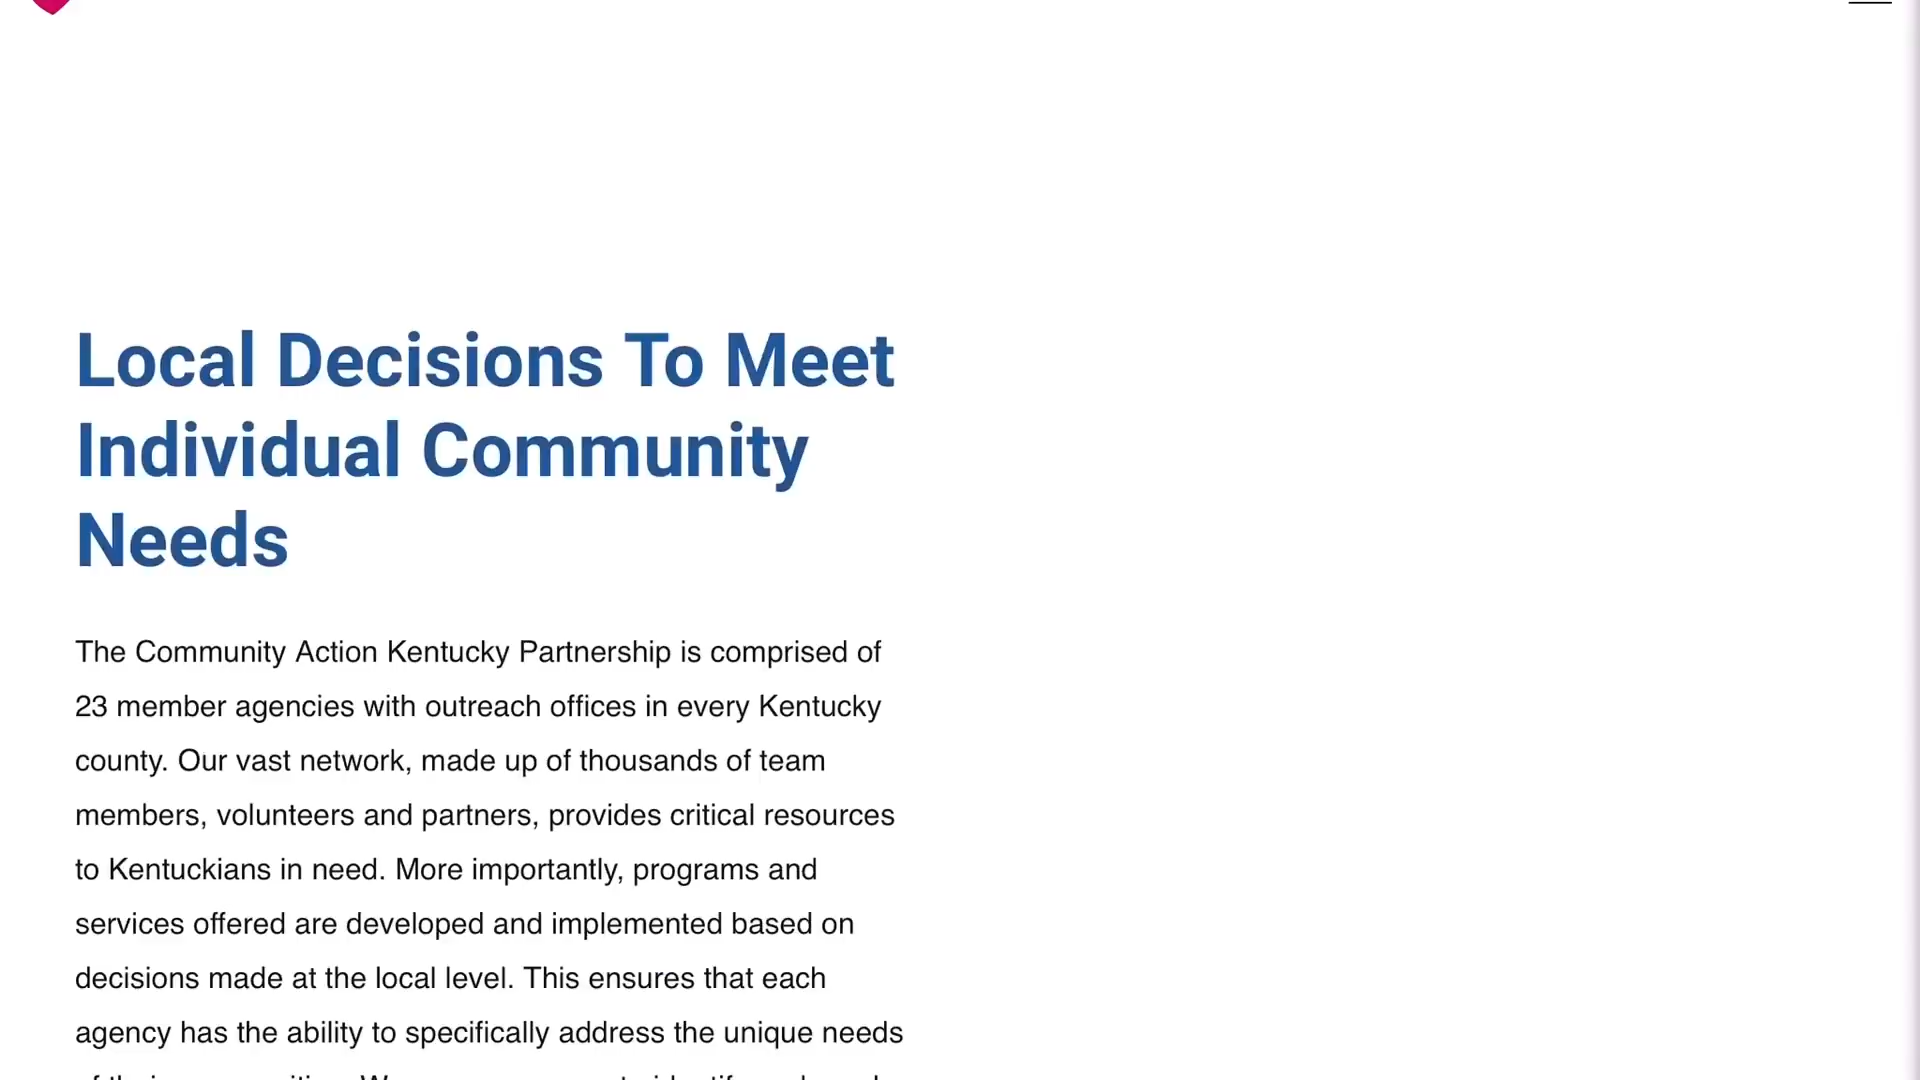 Local Decisions To Meet
Individual Community
Needs
The Community Action Kentucky Partnership is comprised of
23 member agencies with outreach offices in every Kentucky
county. Our vast network, made up of thousands of team
members, volunteers and partners, provides critical resources
to Kentuckians in need. More importantly, programs and
services offered are developed and implemented based on
decisions made at the local level. This ensures that each
agency has the ability to specifically address the unique needs